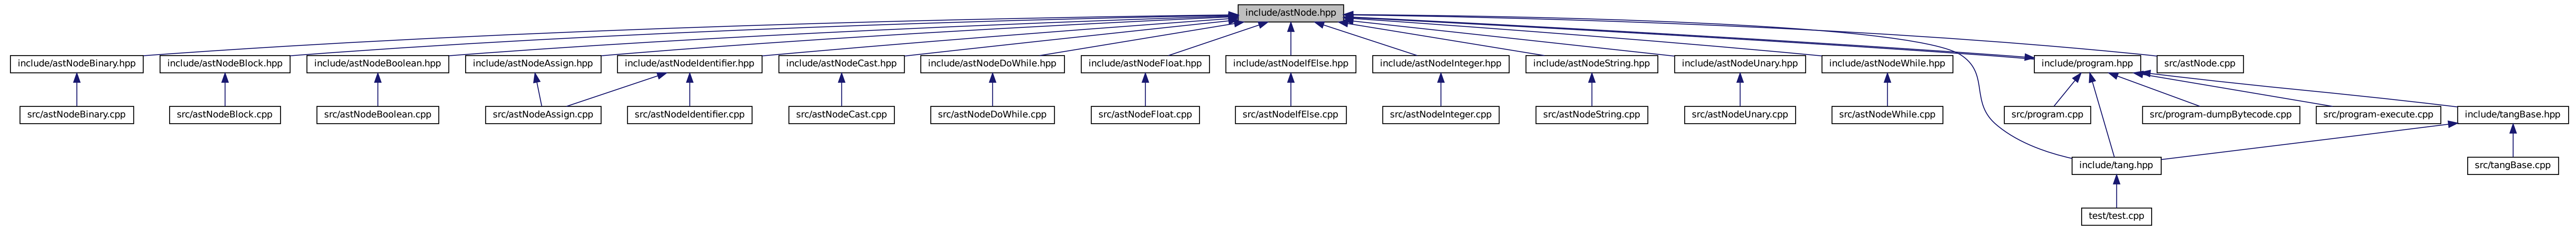 include/astNode.hpp
include/astNodeBinary.hpp
include/astNodeBlock.hpp
include/astNodeBoolean.hpp
include/astNodeAssign.hpp
include/astNodeIdentifier.hpp
include/astNodeCast.hpp
include/astNodeDoWhile.hpp
include/astNodeFloat.hpp
include/astNodeIfElse.hpp
include/astNodeInteger.hpp
include/astNodeString.hpp
include/astNodeUnary.hpp
include/astNodeWhile.hpp
include/program.hpp
src/astNode.cpp
src/astNodeBinary.cpp
src/astNodeBlock.cpp
src/astNodeBoolean.cpp
src/astNodeAssign.cpp
src/astNodeIdentifier.cpp
src/astNodeCast.cpp
src/astNodeDoWhile.cpp
src/astNodeFloat.cpp
src/astNodeIfElse.cpp
src/astNodeInteger.cpp
src/astNodeString.cpp
src/astNodeUnary.cpp
src/astNodeWhile.cpp
src/program.cpp
src/program-dumpBytecode.cpp
src/program-execute.cpp
include/tangBase.hpp
include/tang.hpp
src/tangBase.cpp
test/test.cpp